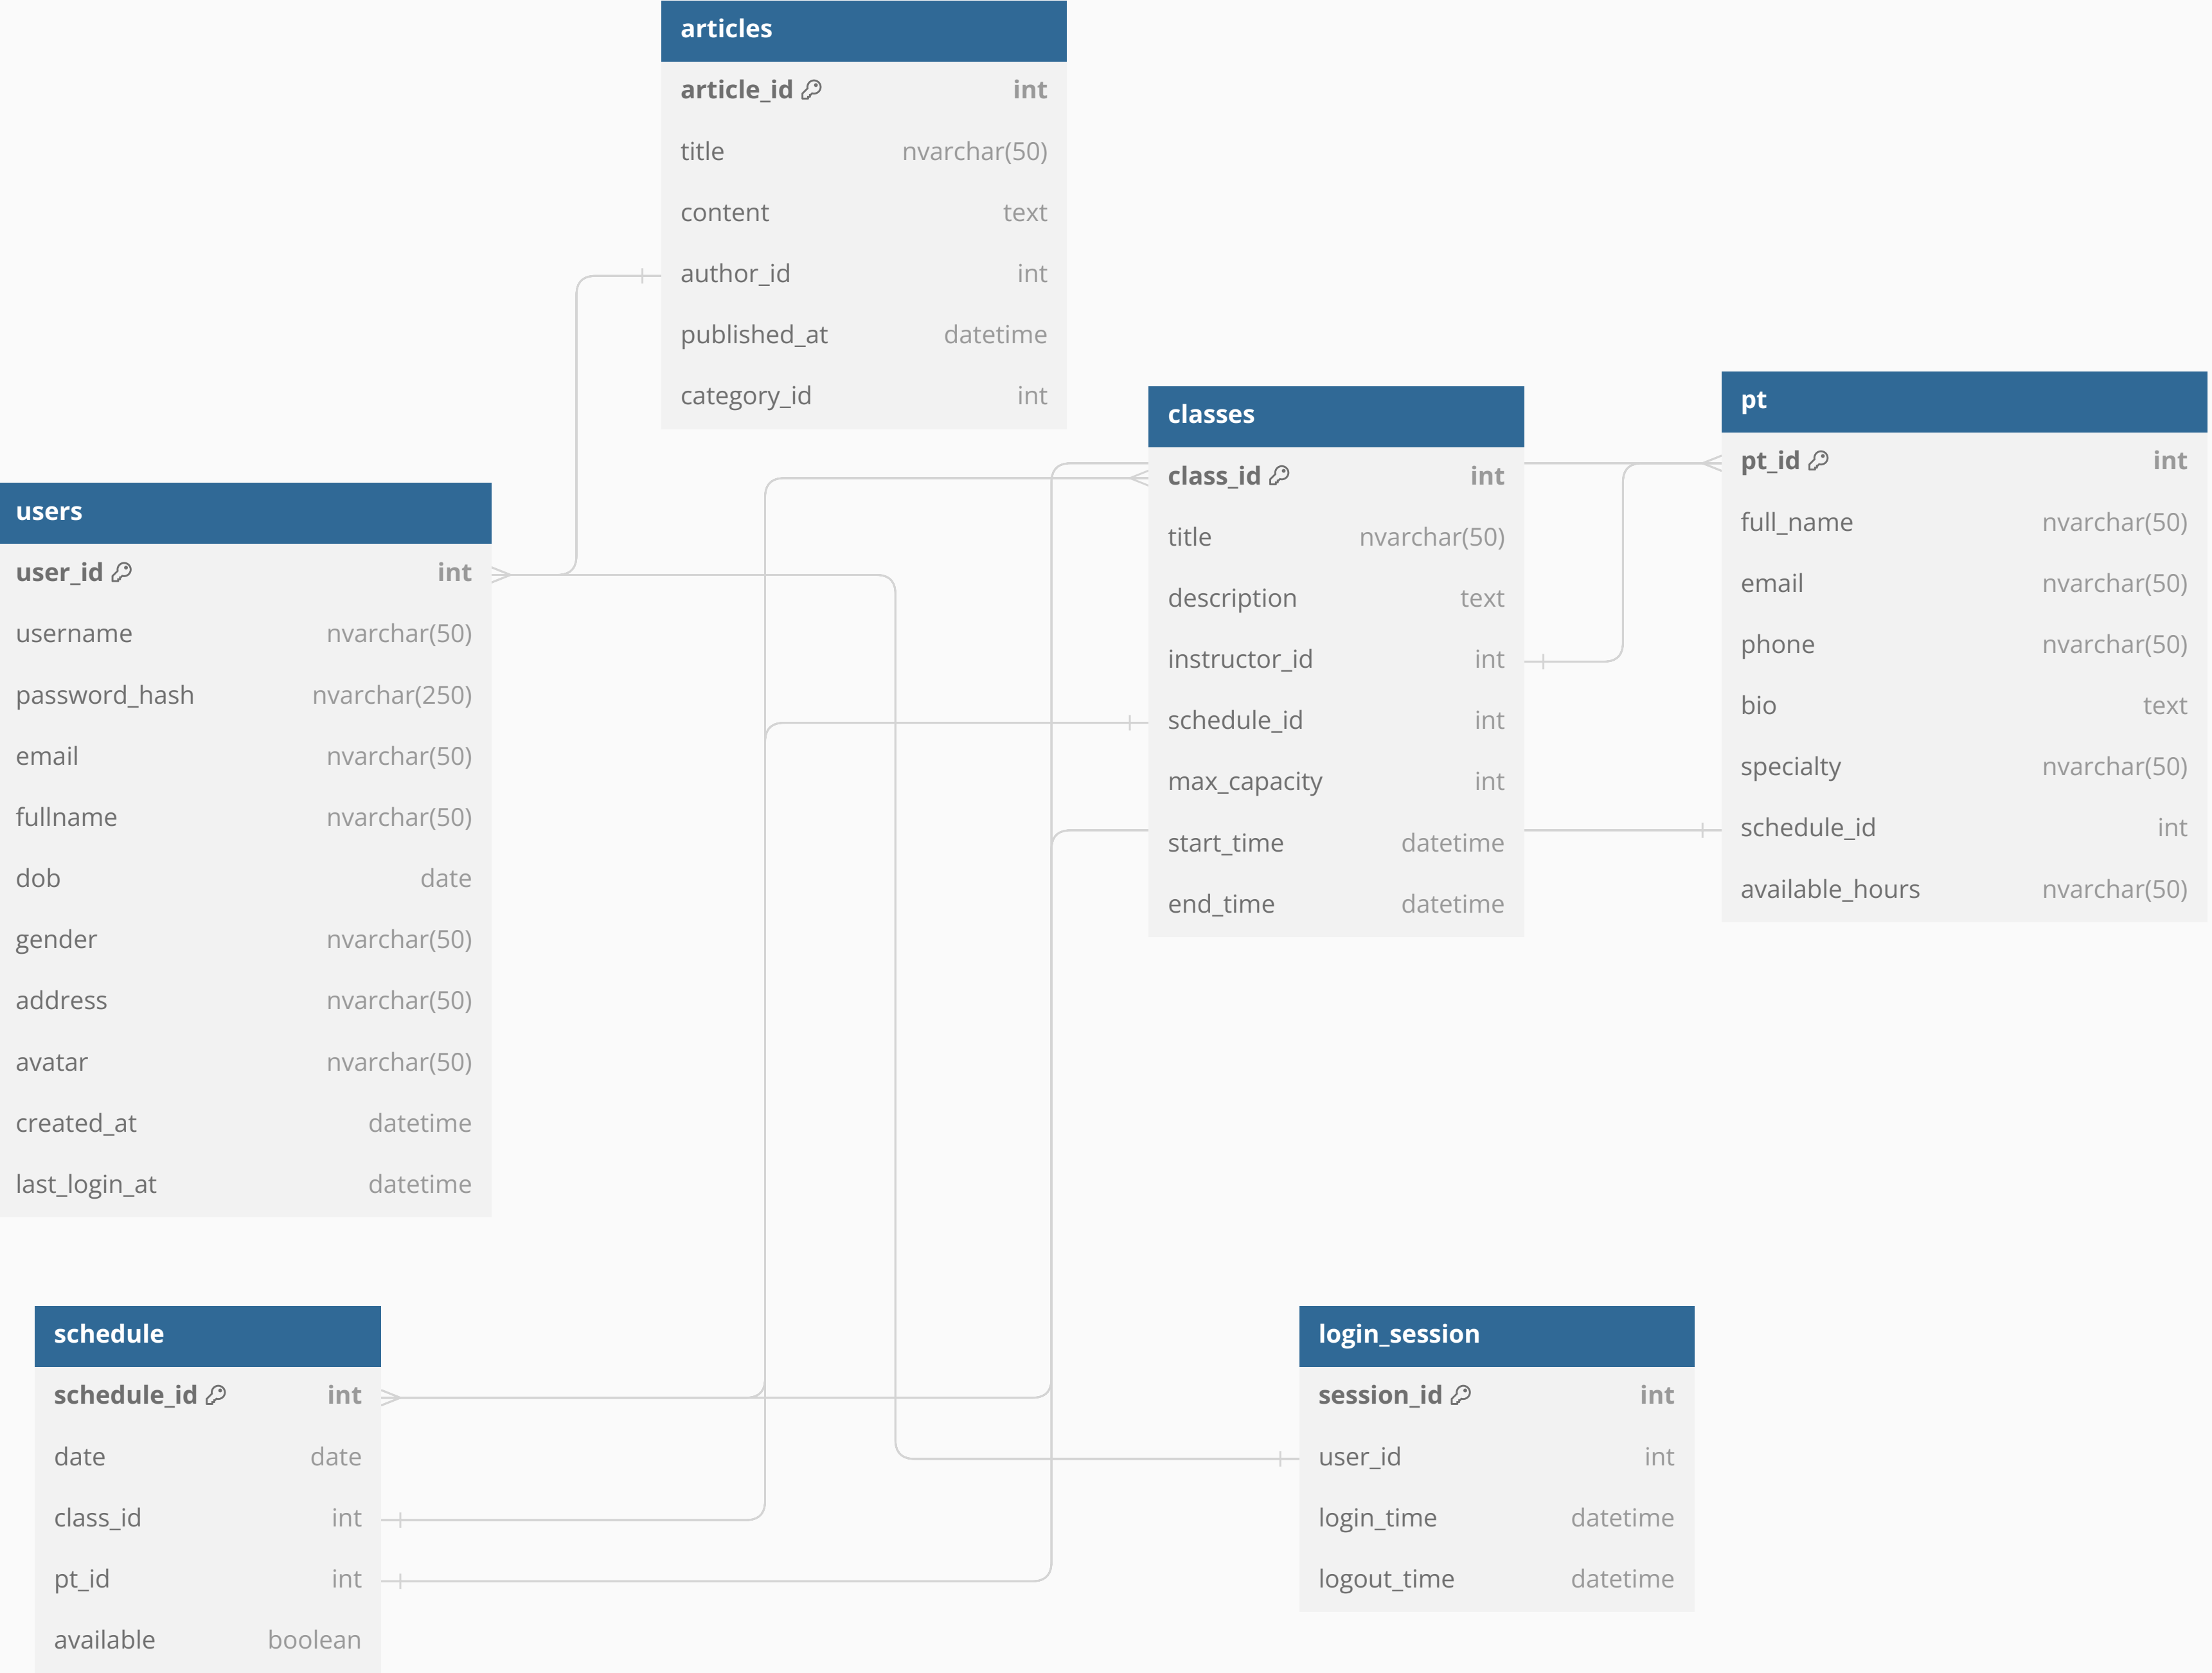 articles
article_id int
title nvarchar(50)
content text
author_id int
published_at datetime
category_id int
classes
class_id int
title nvarchar(50)
description text
instructor_id int
schedule_id int
max_capacity int
start_time datetime
end_time datetime
pt
pt_id int
full_name nvarchar(50)
email nvarchar(50)
phone nvarchar(50)
bio text
specialty nvarchar(50)
schedule_id int
available_hours nvarchar(50)
users
user_id int
username nvarchar(50)
password_hash nvarchar(250)
email nvarchar(50)
fullname nvarchar(50)
dob date
gender nvarchar(50)
address nvarchar(50)
avatar nvarchar(50)
created_at datetime
last_login_at datetime
schedule
schedule_id int
date date
class_id int
pt_id int
available boolean
login_session
session_id int
user_id int
login_time datetime
logout_time datetime